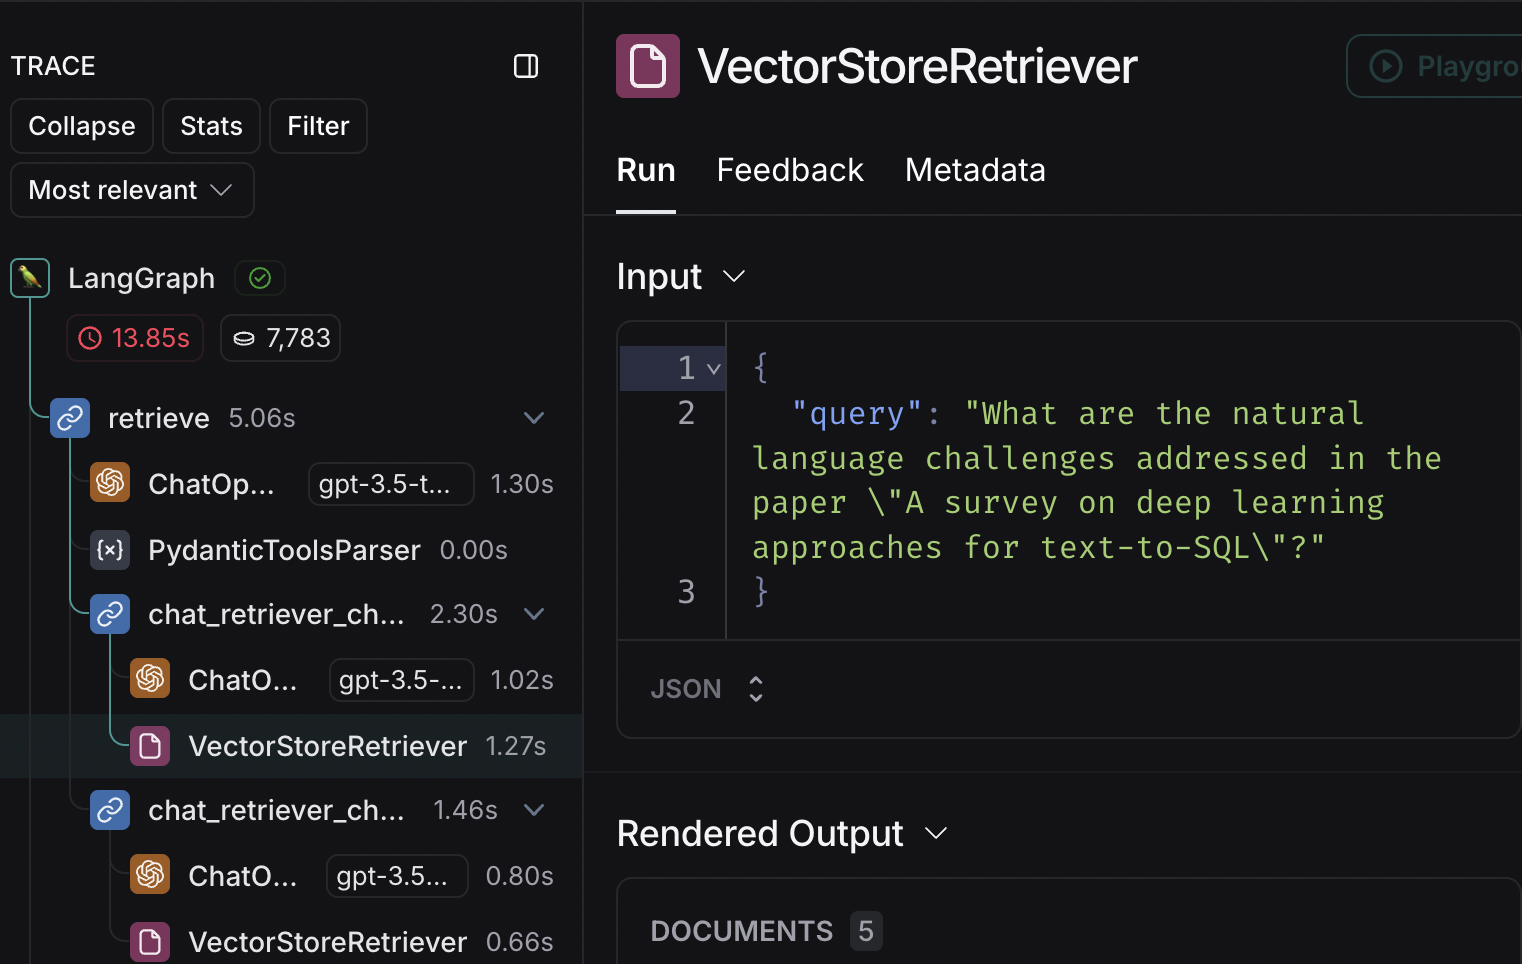 TRACE
Collapse Stats Filter
Most relevant
LangGraph
13.85s 7,783
retrieve 5.06s
ChatOp... gpt-3.5-t... 1.30s
PydanticToolsParser 0.00s
chat_retriever_ch... 2.30s
ChatO... gpt-3.5-... 1.02s
VectorStoreRetriever 1.27s
chat_retriever_ch... 1.46s
ChatO... gpt-3.5... 0.80s
VectorStoreRetriever 0.66s
VectorStoreRetriever
Playgro
Run Feedback Metadata
Input
1 {
2 "query": "What are the natural
language challenges addressed in the
paper \"A survey on deep learning
approaches for text-to-SQL\"?"
3 }
JSON
Rendered Output
DOCUMENTS 5